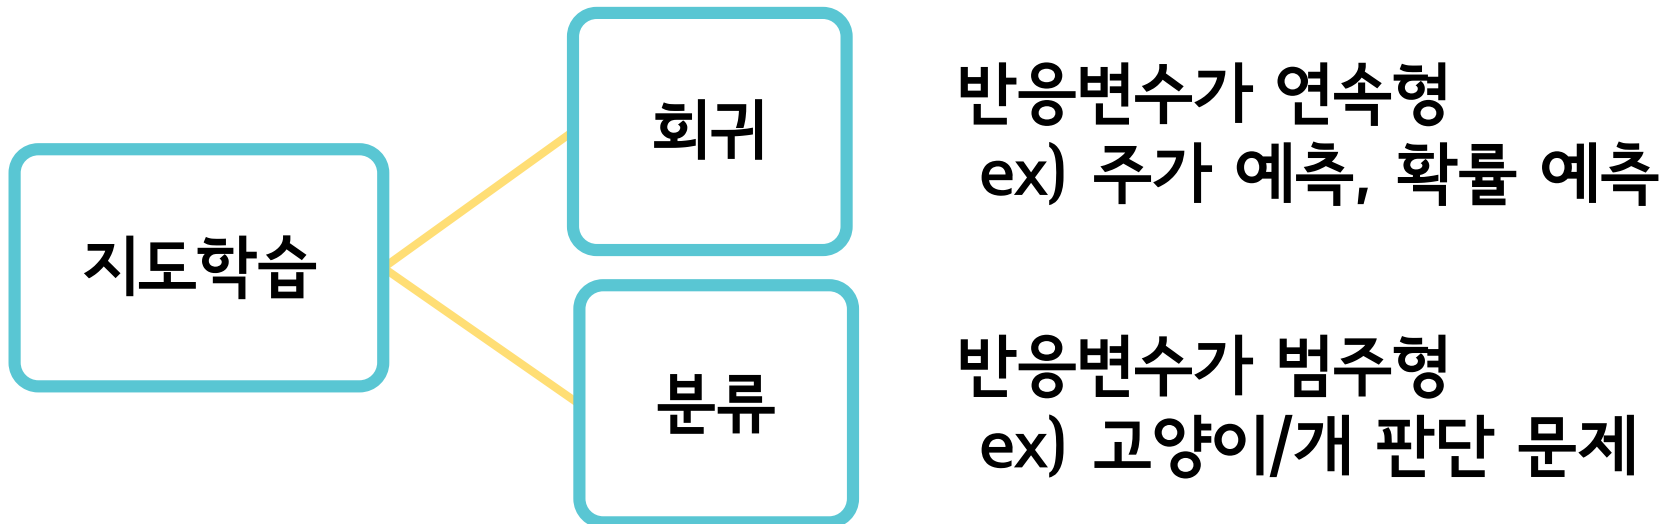 지도학습
회귀
반응변수가 연속형
ex) 주가 예측, 확률 예측
분류
반응변수가 범주형
ex) 고양이/개 판단 문제